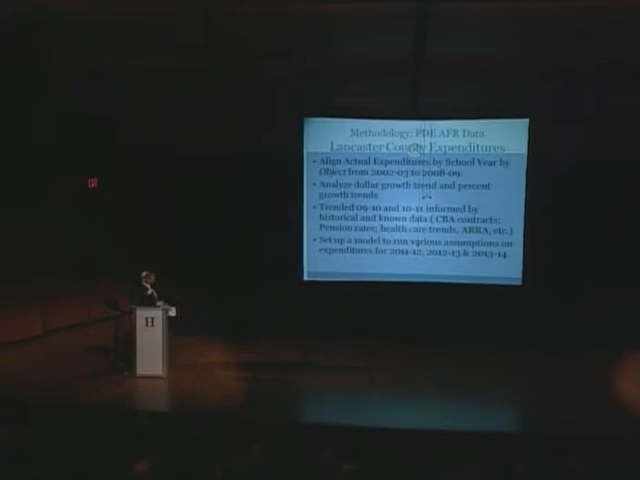 Methodology: PDE AFR Data
Lancaster County Expenditures
• Align Actual Expenditures by School Year by
Object from 2002-03 to 2008-09.
• Analyze dollar growth trend and percent
growth trends
• Trended 09-10 and 10-11 informed by
historical and known data ( CBA contracts;
Pension rates; health care trends, ARRA, etc.)
• Set up a model to run various assumptions on
expenditures for 2011-12, 2012-13 & 2013-14.
H